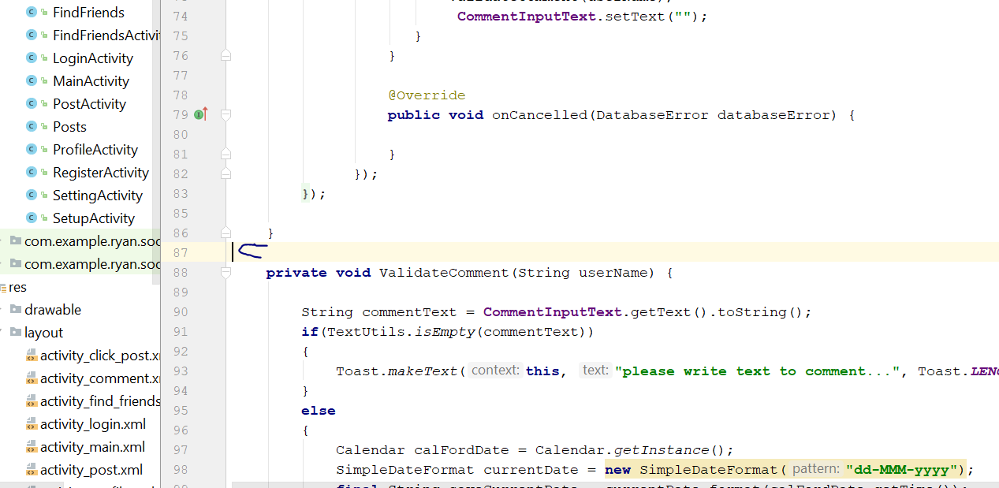 FindFriends
FindFriendsActivi
LoginActivity
MainActivity
PostActivity
Posts
ProfileActivity
RegisterActivity
SettingActivity
SetupActivity
com.example.ryan.soc
com.example.ryan.soc
res
drawable
layout
activity_click_post.x
activity_comment.x
activity_find_friends
activity_login.xml
activity_main.xml
activity_post.xml
74 CommentInputText.setText("");
75 }
76 }
77
78 @Override
79 public void onCancelled(DatabaseError databaseError) {
80
81 }
82 });
83 });
85
86 }
87
88 private void ValidateComment(String userName) {
89
90 String commentText = CommentInputText.getText().toString();
91 if(TextUtils.isEmpty(commentText))
92 {
93 Toast.makeText( context: this, text: "please write text to comment...", Toast.LENG
94 }
95 else
96 {
97 Calendar calFordDate = Calendar.getInstance();
98 SimpleDateFormat currentDate = new SimpleDateFormat( pattern: "dd-MMM-yyyy");